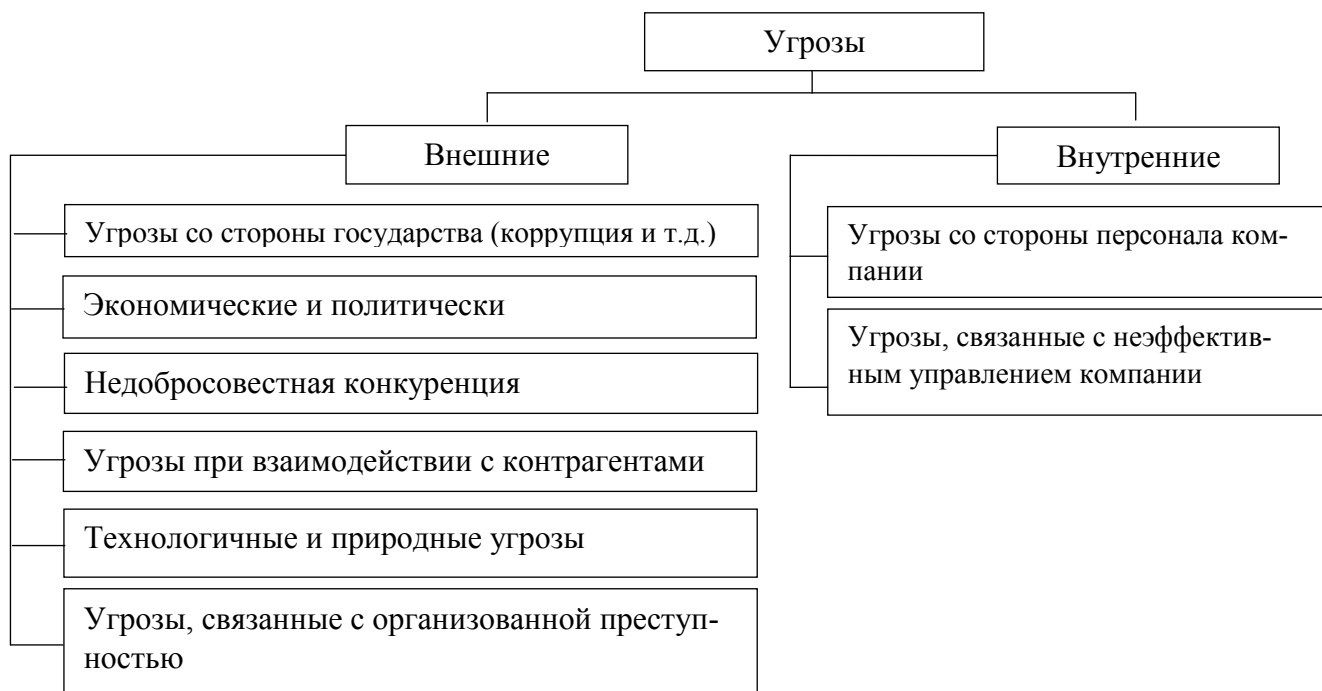 Угрозы
Внешние
Внутренние
Угрозы со стороны государства (коррупция и т.д.)
Экономические и политически
Недобросовестная конкуренция
Угрозы при взаимодействии с контрагентами
Технологичные и природные угрозы
Угрозы, связанные с организованной преступ-
ностью
Угрозы со стороны персонала ком-
пании
Угрозы, связанные с неэффектив-
ным управлением компании